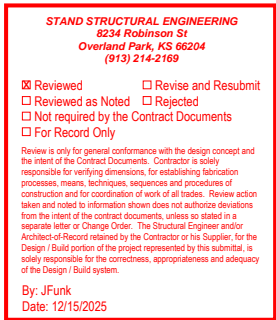 STAND STRUCTURAL ENGINEERING
8234 Robinson St
Overland Park, KS 66204
(913) 214-2169
☒ Reviewed ☐ Revise and Resubmit
☐ Reviewed as Noted ☐ Rejected
☐ Not required by the Contract Documents
☐ For Record Only
Review is only for general conformance with the design concept and
the intent of the Contract Documents. Contractor is solely
responsible for verifying dimensions, for establishing fabrication
processes, means, techniques, sequences and procedures of
construction and for coordination of work of all trades. Review action
taken and noted to information shown does not authorize deviations
from the intent of the contract documents, unless so stated in a
separate letter or Change Order. The Structural Engineer and/or
Architect-of-Record retained by the Contractor or his Supplier, for the
Design / Build portion of the project represented by this submittal, is
solely responsible for the correctness, appropriateness and adequacy
of the Design / Build system.
By: JFunk
Date: 12/15/2025